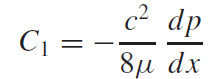 C₁ = − c²/8μ dp/dx